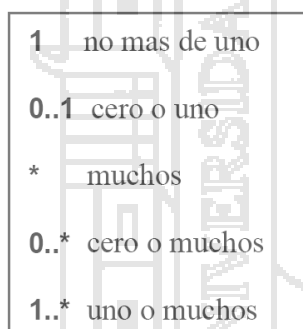 1 no mas de uno
0..1 cero o uno
* muchos
0..* cero o muchos
1..* uno o muchos